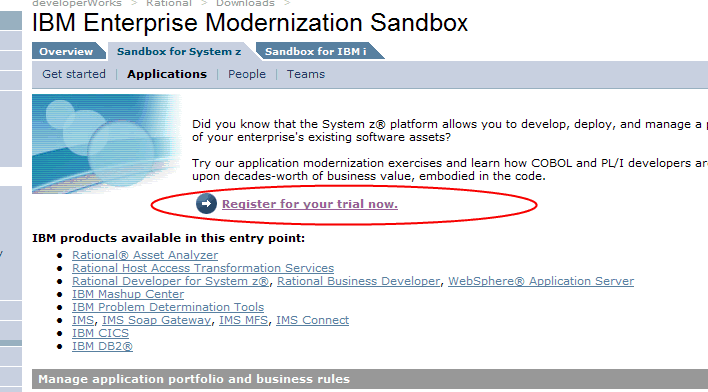 developerWorks > Rational > Downloads >
IBM Enterprise Modernization Sandbox
Overview Sandbox for System z Sandbox for IBM i
Get started | Applications | People | Teams
Did you know that the System z® platform allows you to develop, deploy, and manage a
of your enterprise's existing software assets?
Try our application modernization exercises and learn how COBOL and PL/I developers are
upon decades-worth of business value, embodied in the code.
Register for your trial now.
IBM products available in this entry point:
• Rational® Asset Analyzer
• Rational Host Access Transformation Services
• Rational Developer for System z®, Rational Business Developer, WebSphere® Application Server
• IBM Mashup Center
• IBM Problem Determination Tools
• IMS, IMS Soap Gateway, IMS MFS, IMS Connect
• IBM CICS
• IBM DB2®
Manage application portfolio and business rules